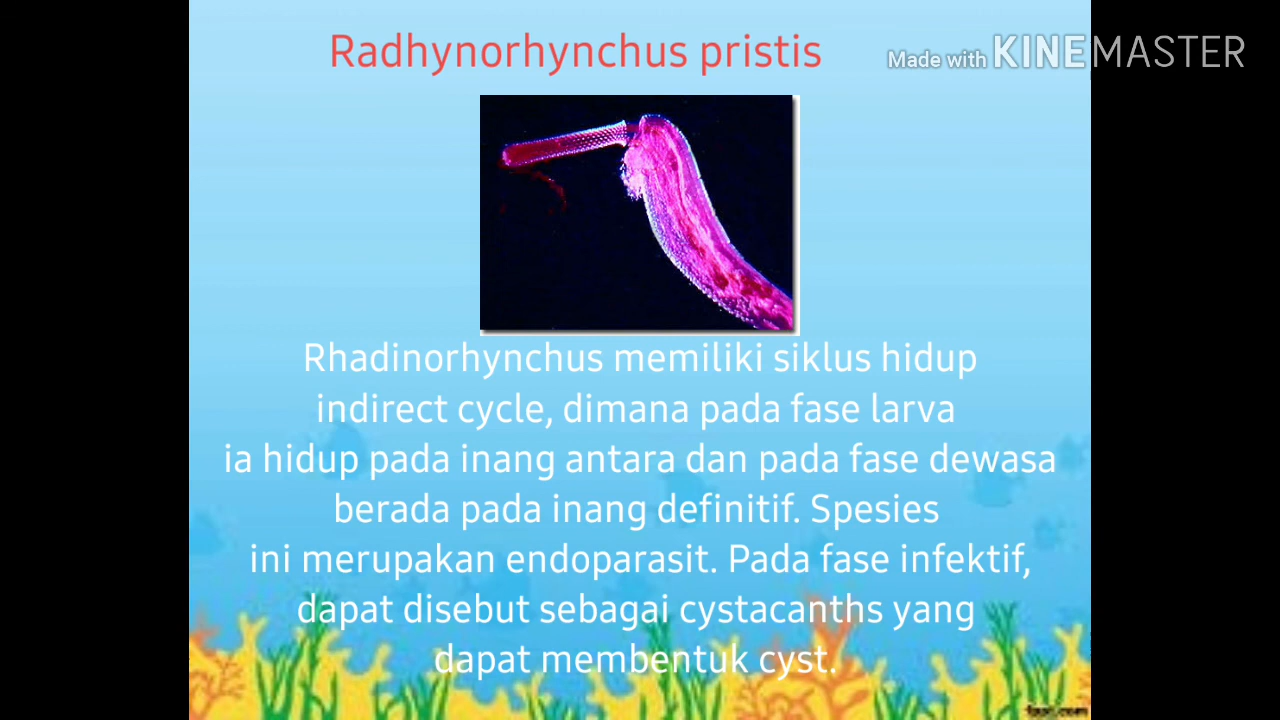 Radhynorhynchus pristis
Made with KINEMASTER
Rhadinorhynchus memiliki siklus hidup
indirect cycle, dimana pada fase larva
ia hidup pada inang antara dan pada fase dewasa
berada pada inang definitif. Spesies
ini merupakan endoparasit. Pada fase infektif,
dapat disebut sebagai cystacanths yang
dapat membentuk cyst.